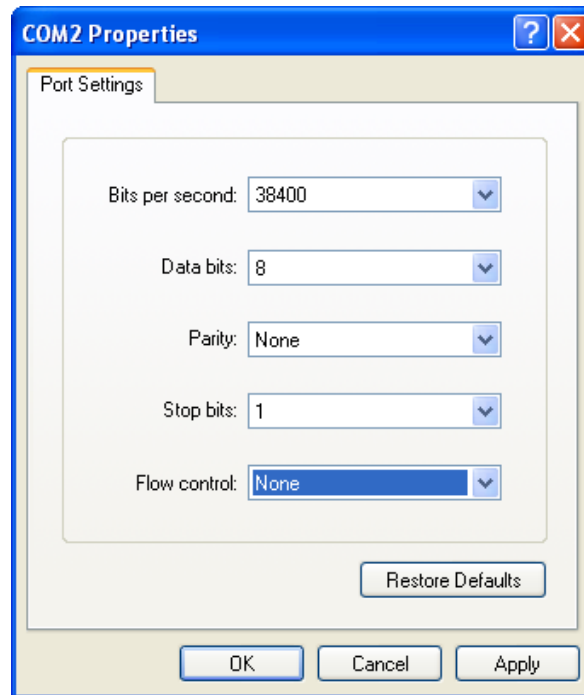 COM2 Properties
Port Settings
Bits per second: 38400
Data bits: 8
Parity: None
Stop bits: 1
Flow control: None
Restore Defaults
OK Cancel Apply